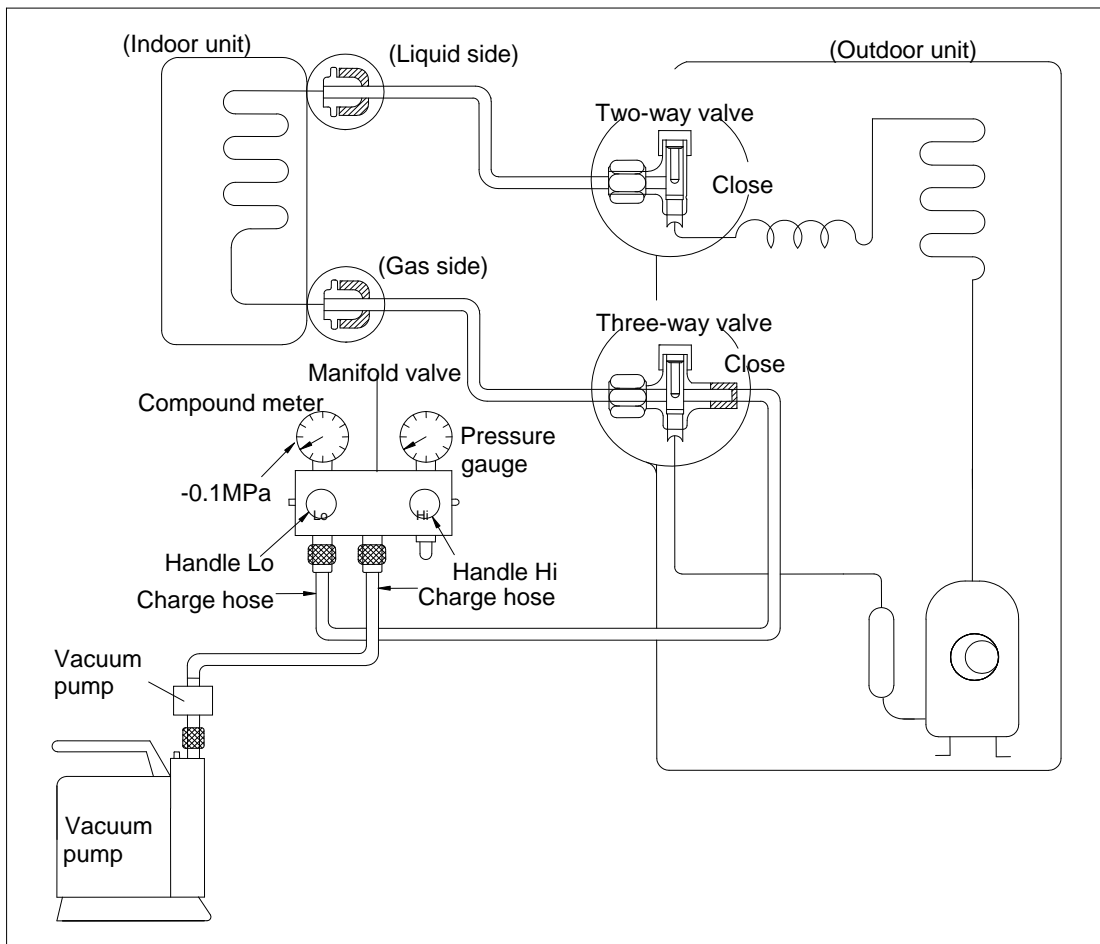 (Indoor unit)
(Liquid side)
(Outdoor unit)
Two-way valve
Close
(Gas side)
Three-way valve
Close
Manifold valve
Compound meter
Pressure
gauge
-0.1MPa
Lo
Hi
Handle Lo
Handle Hi
Charge hose
Charge hose
Vacuum
pump
Vacuum
pump